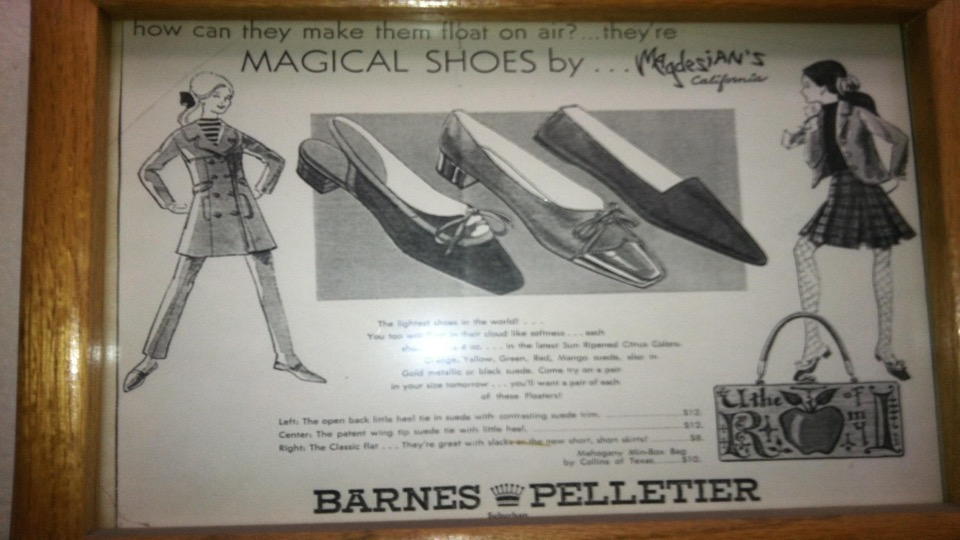 how can they make them float on air?...they're
MAGICAL SHOES by ... Magdesian's
California
The lightest shoes in the world! ...
You too in their cloud like softness ... each
oz. ... in the latest Sun Ripened Citrus Colors.
Orange, Yellow, Green, Red, Mango suede, also in
Gold metallic or black suede. Come try on a pair
in your size tomorrow ... you'll want a pair of each
of these Floaters!
Left: The open back little heel tie in suede with contrasting suede trim. $12.
Center: The patent wing tip suede tie with little heel. $12.
Right: The Classic flat ... They're great with slacks or the new short, short skirts! $8.
Mahogany Min-Box Bag
by Collins of Texas $10.
U the
R of my I
BARNES PELLETIER